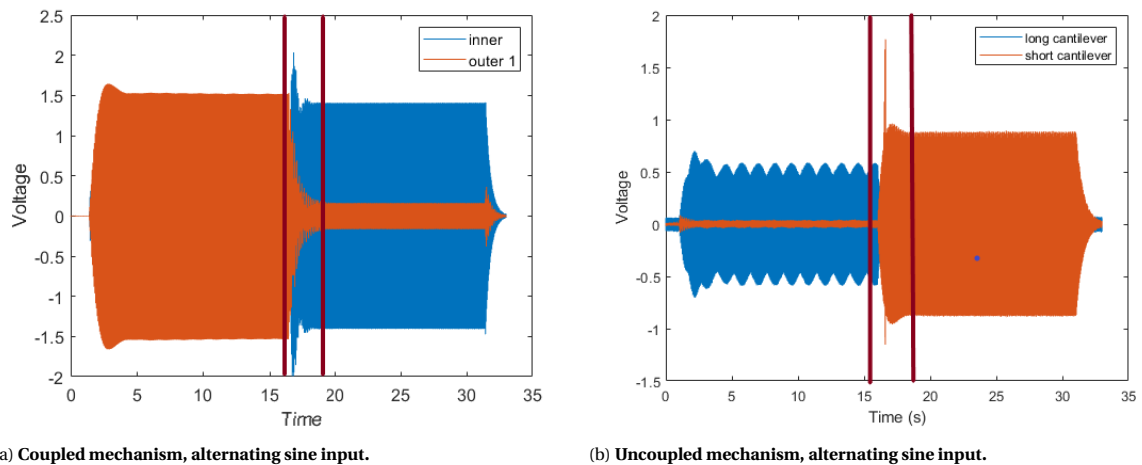 2.5
2
1.5
1
0.5
0
-0.5
-1
-1.5
-2
Voltage
inner
outer 1
0 5 10 15 20 25 30 35
Time
a) Coupled mechanism, alternating sine input.
2
1.5
1
0.5
0
-0.5
-1
-1.5
Voltage
long cantilever
short cantilever
0 5 10 15 20 25 30 35
Time (s)
(b) Uncoupled mechanism, alternating sine input.